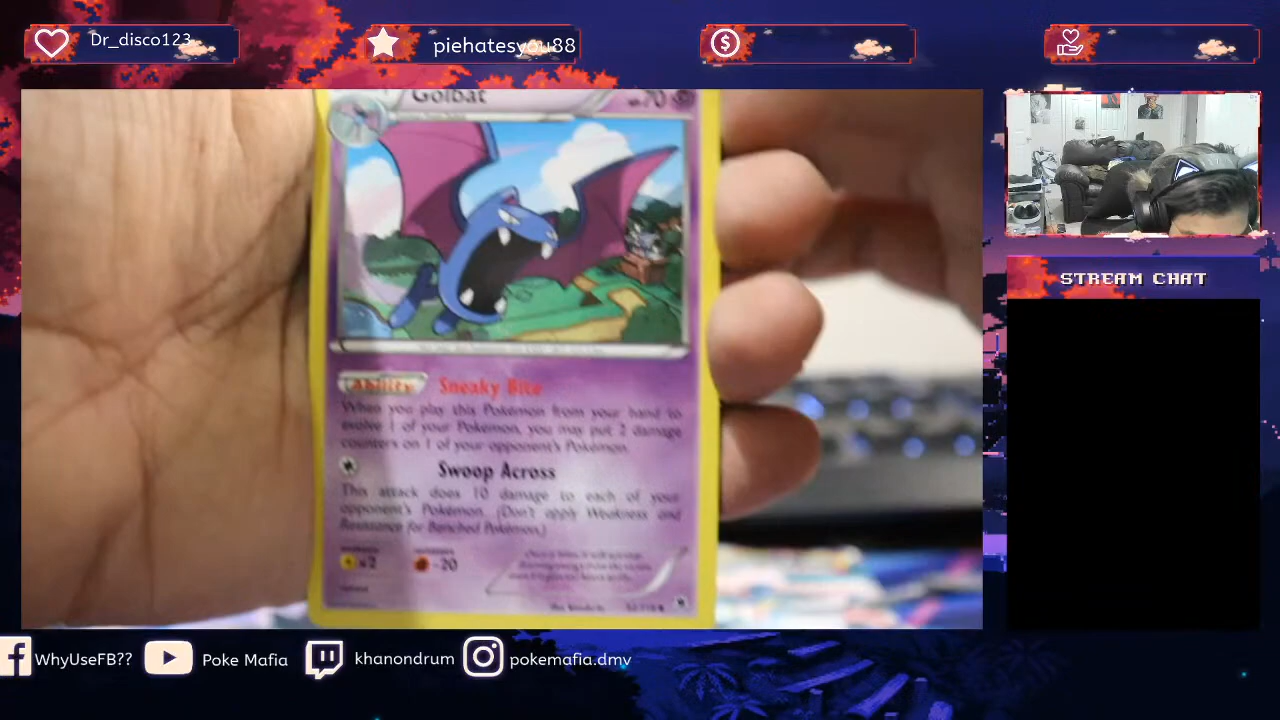 Dr_disco123
piehatesyou88
Golbat
70
STREAM CHAT
Ability Sneaky Bite
When you play this Pokémon from your hand to
evolve 1 of your Pokémon, you may put 2 damage
counters on 1 of your opponent's Pokémon.
Swoop Across
This attack does 10 damage to each of your
opponent's Pokémon. (Don't apply Weakness and
Resistance for Benched Pokémon.)
x2
-20
WhyUseFB??
Poke Mafia
khanondrum
pokemafia.dmv